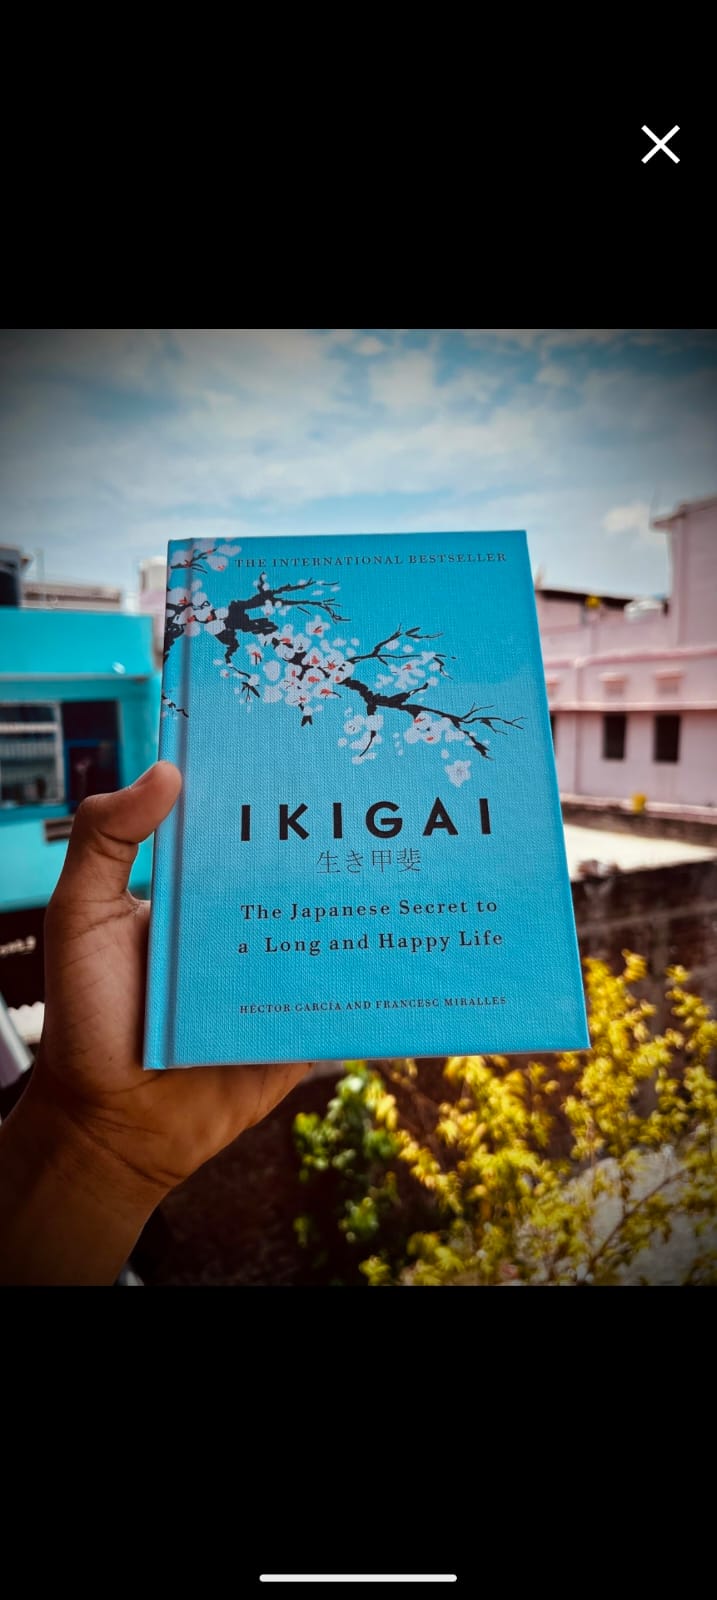 THE INTERNATIONAL BESTSELLER
IKIGAI
生き甲斐
The Japanese Secret to
a Long and Happy Life
HÉCTOR GARCÍA AND FRANCESC MIRALLES